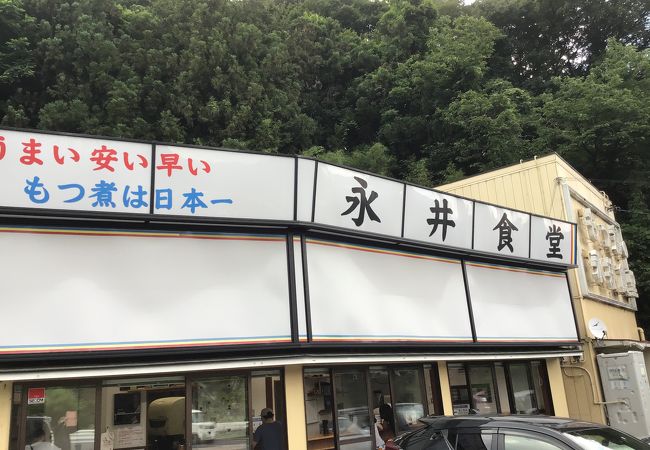 うまい 安い 早い
もつ煮は日本一
永井食堂